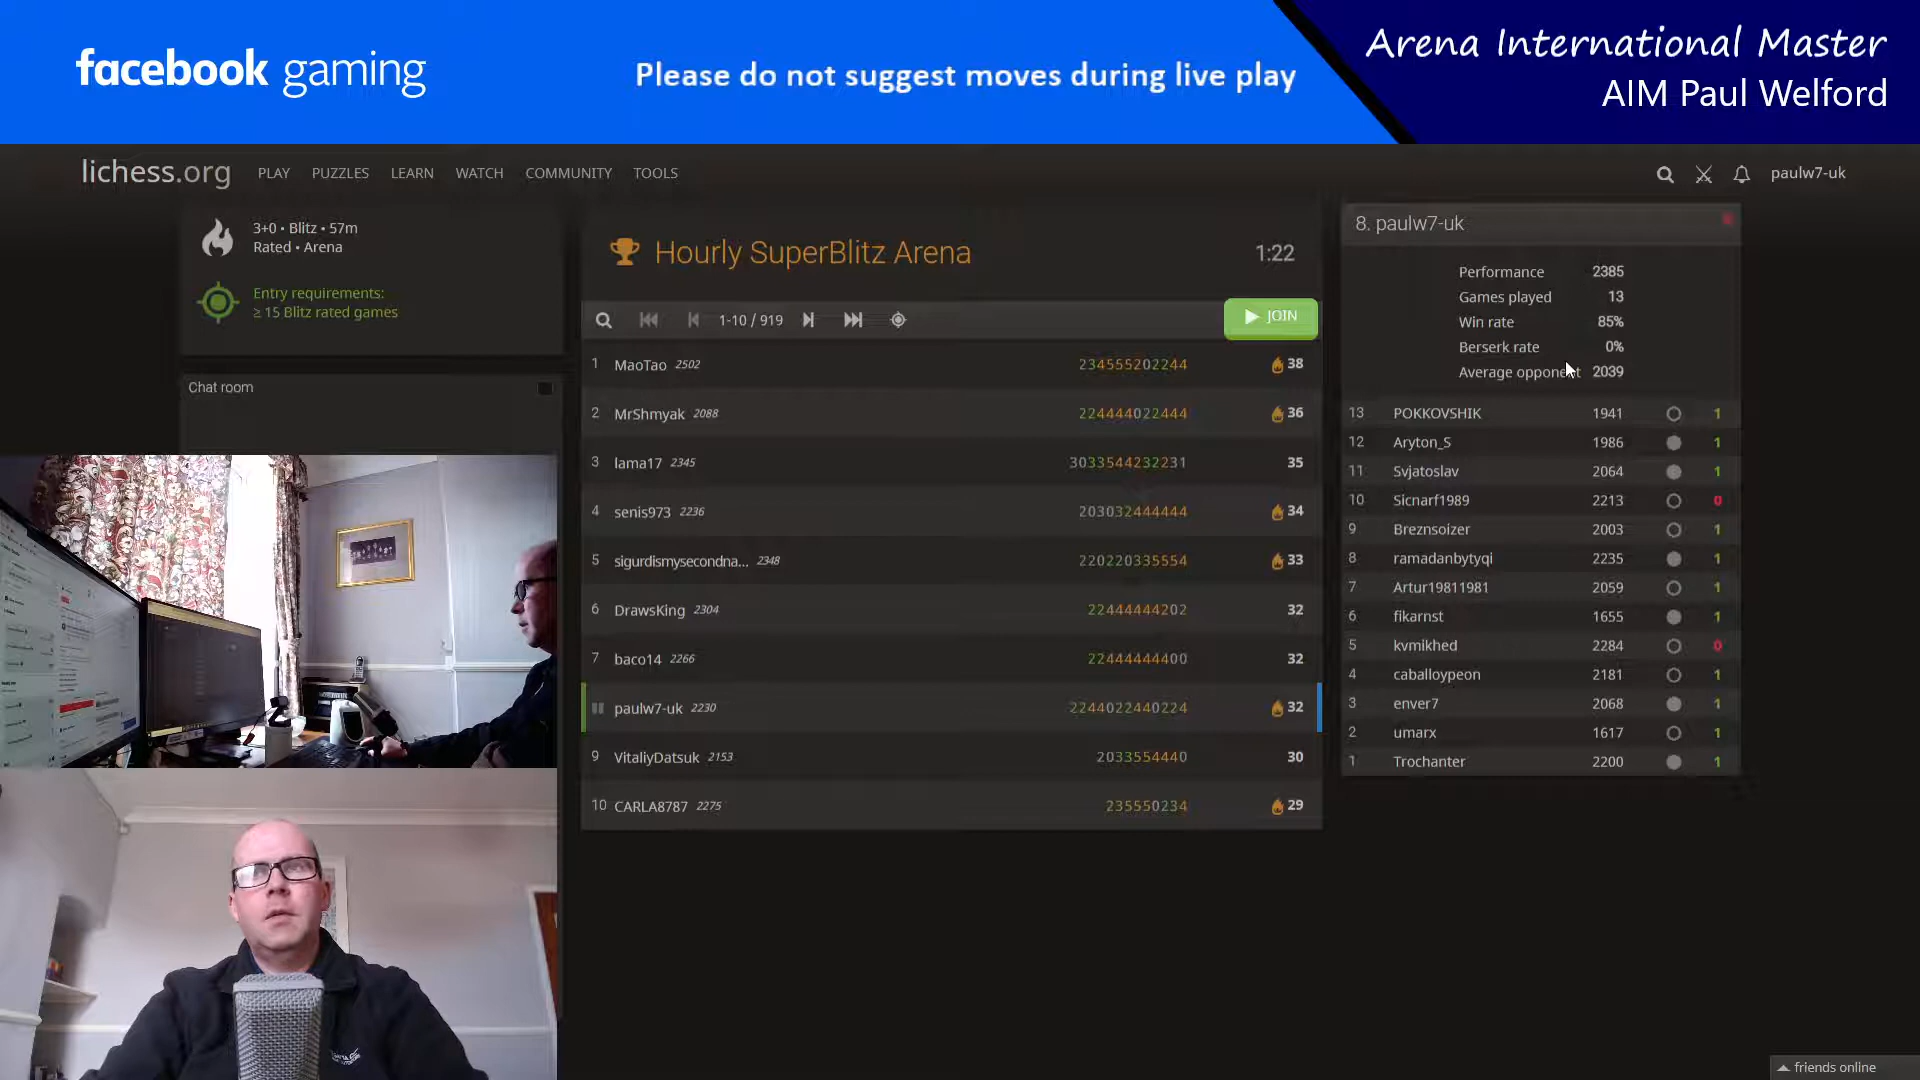 facebook gaming
Please do not suggest moves during live play
Arena International Master
AIM Paul Welford
lichess.org PLAY PUZZLES LEARN WATCH COMMUNITY TOOLS paulw7-uk
3+0 • Blitz • 57m
Rated • Arena
Entry requirements:
≥ 15 Blitz rated games
Chat room
Hourly SuperBlitz Arena 1:22
1-10 / 919 JOIN
1 MaoTao 2502 234555202244 38
2 MrShmyak 2088 224444022444 36
3 lama17 2345 3033544232231 35
4 senis973 2236 203032444444 34
5 sigurdismysecondna... 2348 220220335554 33
6 DrawsKing 2304 22444444202 32
7 baco14 2266 22444444400 32
paulw7-uk 2230 2244022440224 32
9 VitaliyDatsuk 2153 2033554440 30
10 CARLA8787 2275 235550234 29
8. paulw7-uk
Performance 2385
Games played 13
Win rate 85%
Berserk rate 0%
Average opponent 2039
13 POKKOVSHIK 1941 1
12 Aryton_S 1986 1
11 Svjatoslav 2064 1
10 Sicnarf1989 2213 0
9 Breznsoizer 2003 1
8 ramadanbytyqi 2235 1
7 Artur19811981 2059 1
6 fikarnst 1655 1
5 kvmikhed 2284 0
4 caballoypeon 2181 1
3 enver7 2068 1
2 umarx 1617 1
1 Trochanter 2200 1
friends online